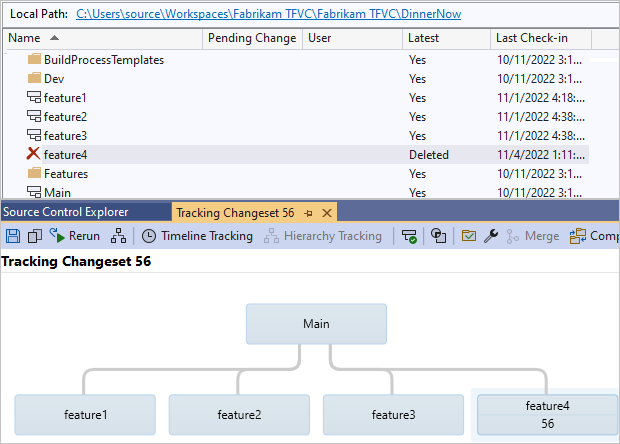 Local Path: C:\Users\source\Workspaces\Fabrikam TFVC\Fabrikam TFVC\DinnerNow
Name Pending Change User Latest Last Check-in
BuildProcessTemplates Yes 10/11/2022 3:1...
Dev Yes 10/11/2022 3:1...
feature1 Yes 11/1/2022 4:18:...
feature2 Yes 11/1/2022 4:38:...
feature3 Yes 11/1/2022 4:38:...
feature4 Deleted 11/4/2022 1:11:...
Features Yes 10/11/2022 3:1...
Main Yes 10/11/2022 3:1...
Source Control Explorer Tracking Changeset 56
Rerun Timeline Tracking Hierarchy Tracking Merge Comp
Tracking Changeset 56
Main
feature1 feature2 feature3 feature4
56